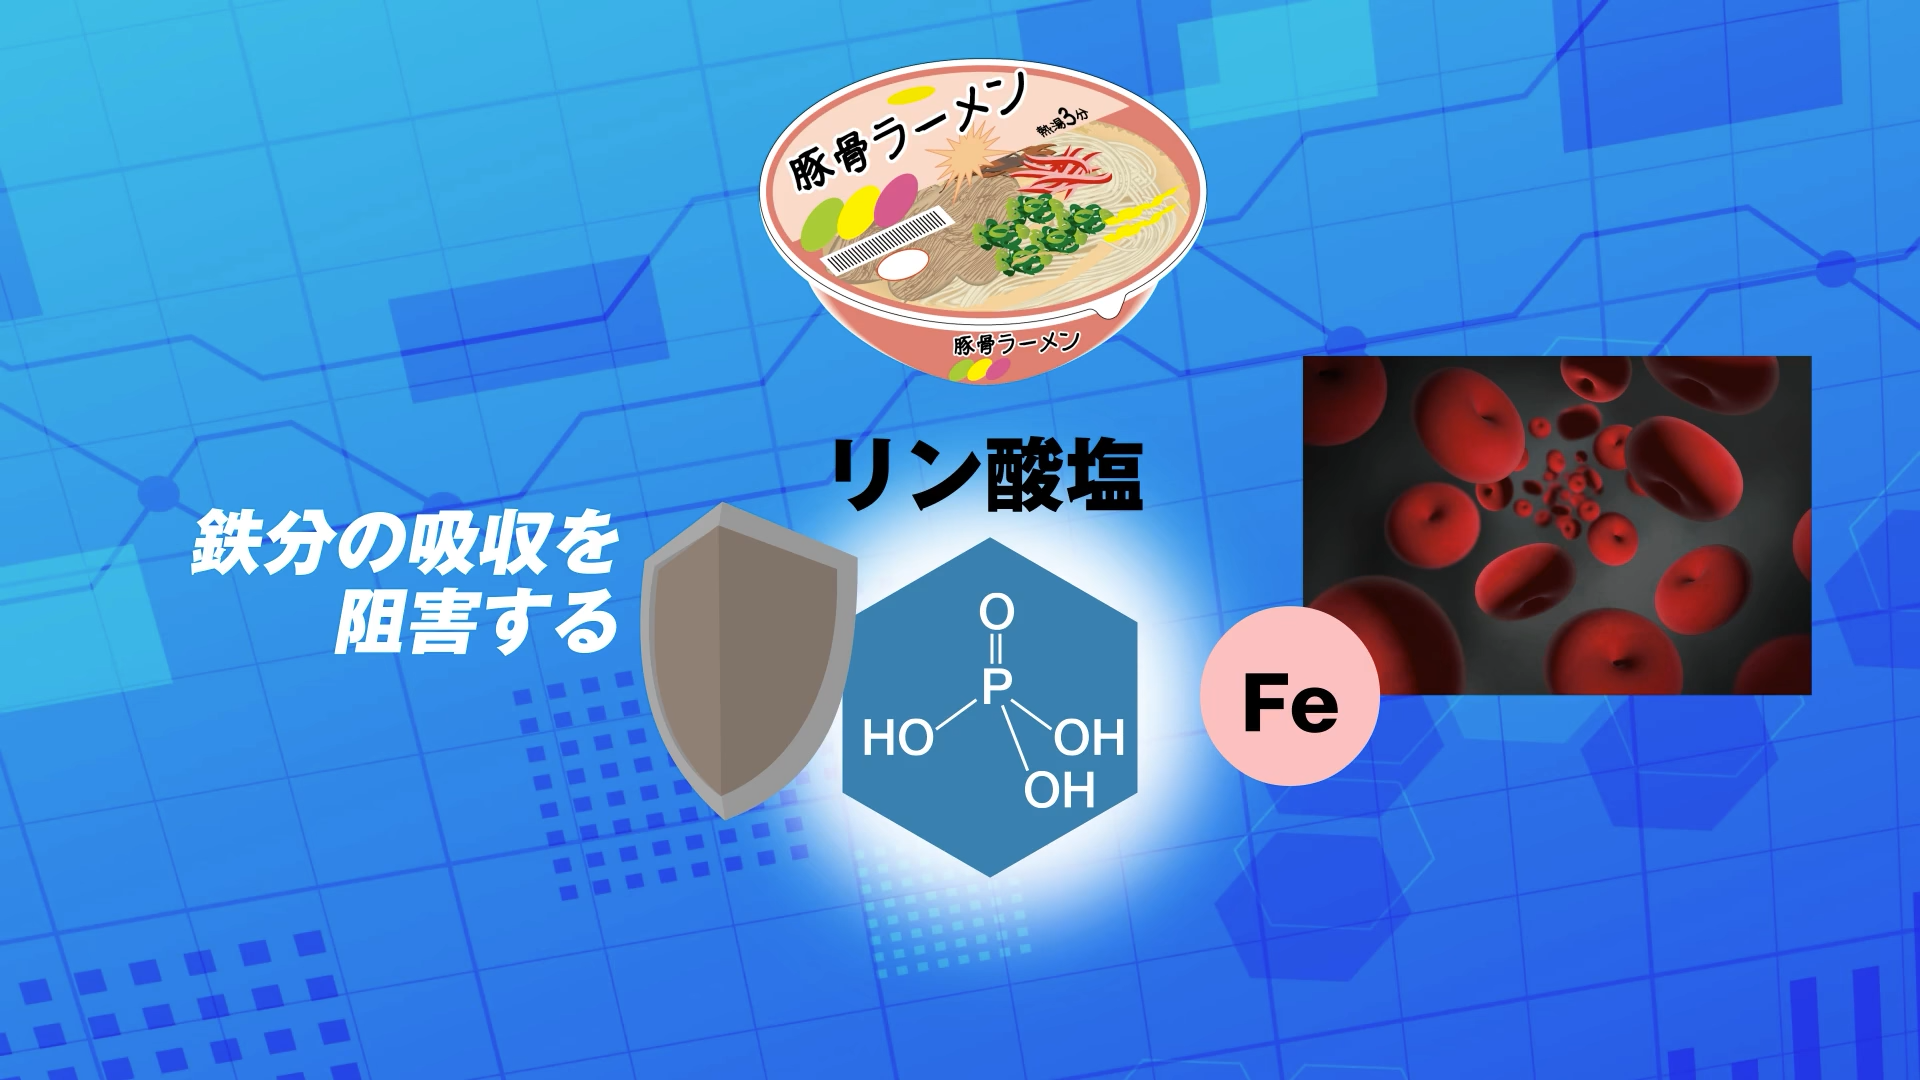 豚骨ラーメン
熱湯3分
豚骨ラーメン
リン酸塩
鉄分の吸収を
阻害する
O
P
HO
OH
OH
Fe